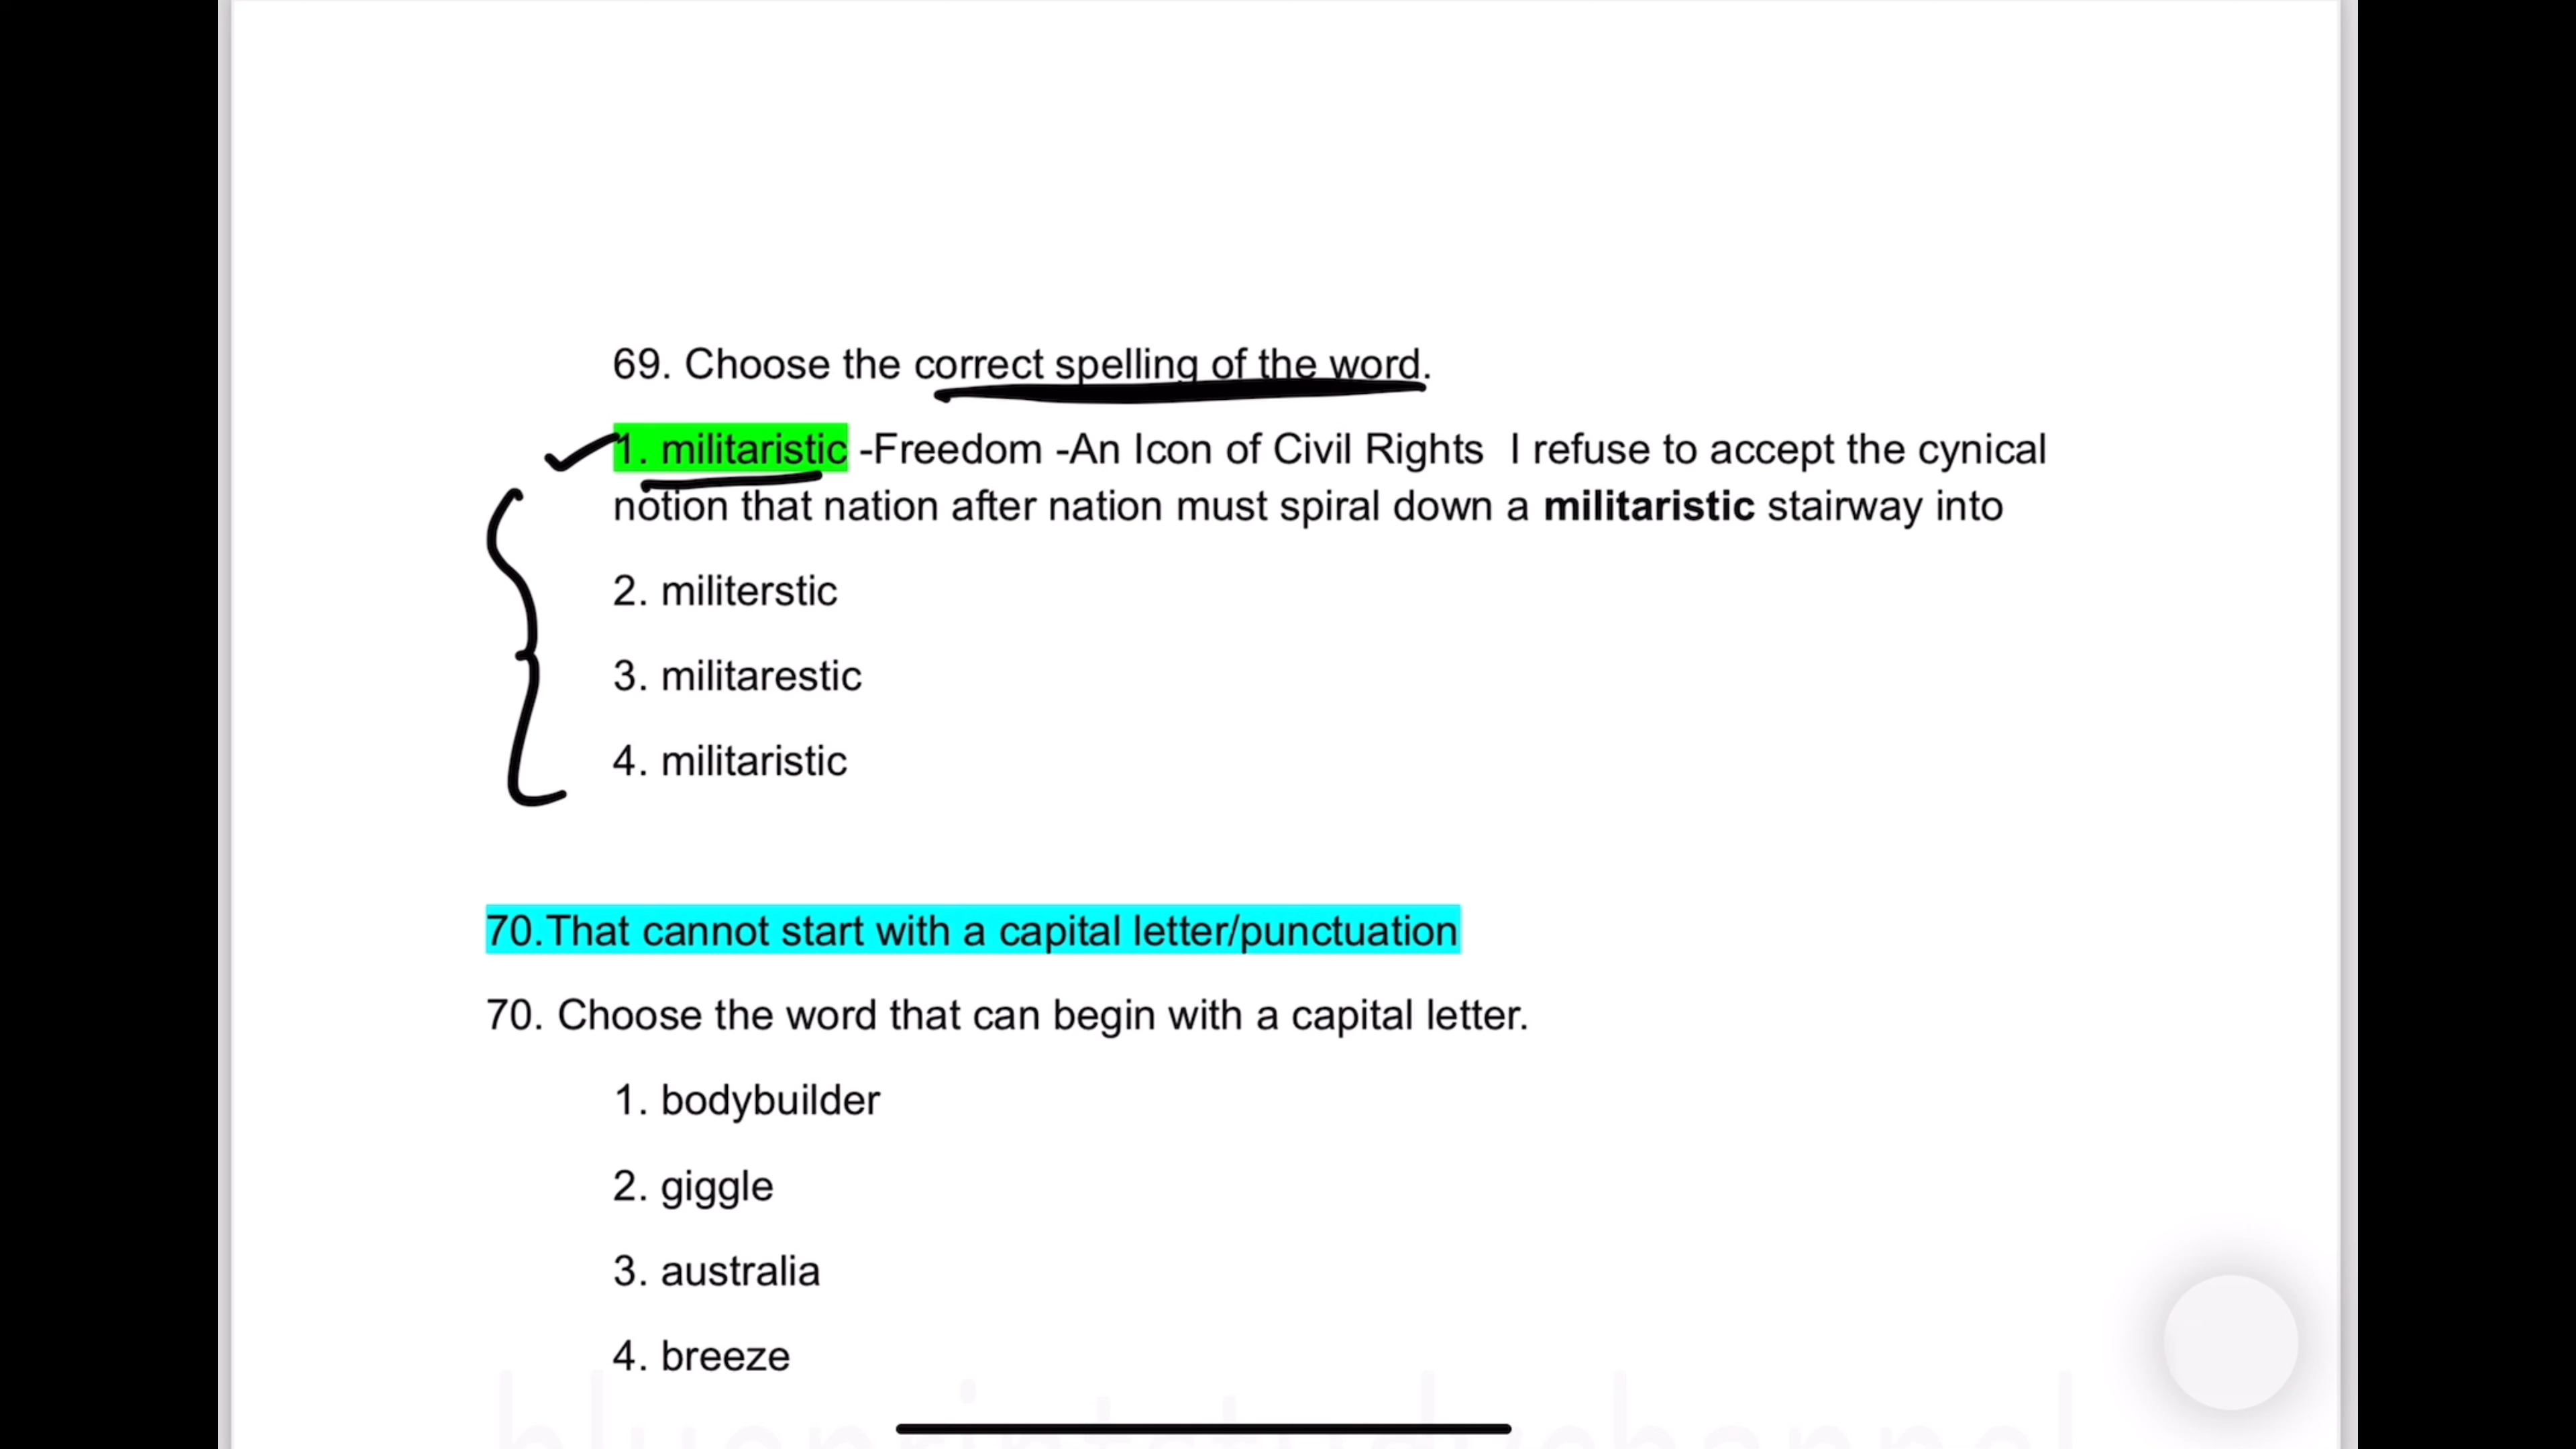 69. Choose the correct spelling of the word.
1. militaristic -Freedom -An Icon of Civil Rights  I refuse to accept the cynical
notion that nation after nation must spiral down a militaristic stairway into
2. militerstic
3. militarestic
4. militaristic
70.That cannot start with a capital letter/punctuation
70. Choose the word that can begin with a capital letter.
1. bodybuilder
2. giggle
3. australia
4. breeze